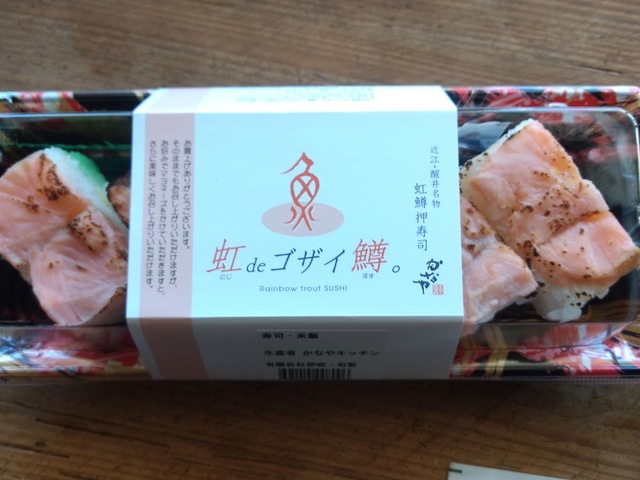 お買上げありがとうございます。
そのままでもお召し上がりいただけますが、
お好みでマヨネーズをかけていただきますと、
さらに美味しくお召し上がりいただけます。
魚
虹deゴザイ鱒。
にじ
ます
Rainbow trout SUSHI
近江・醒井名物
虹鱒押寿司
かなや
寿司・米飯
生産者 かなやキッチン